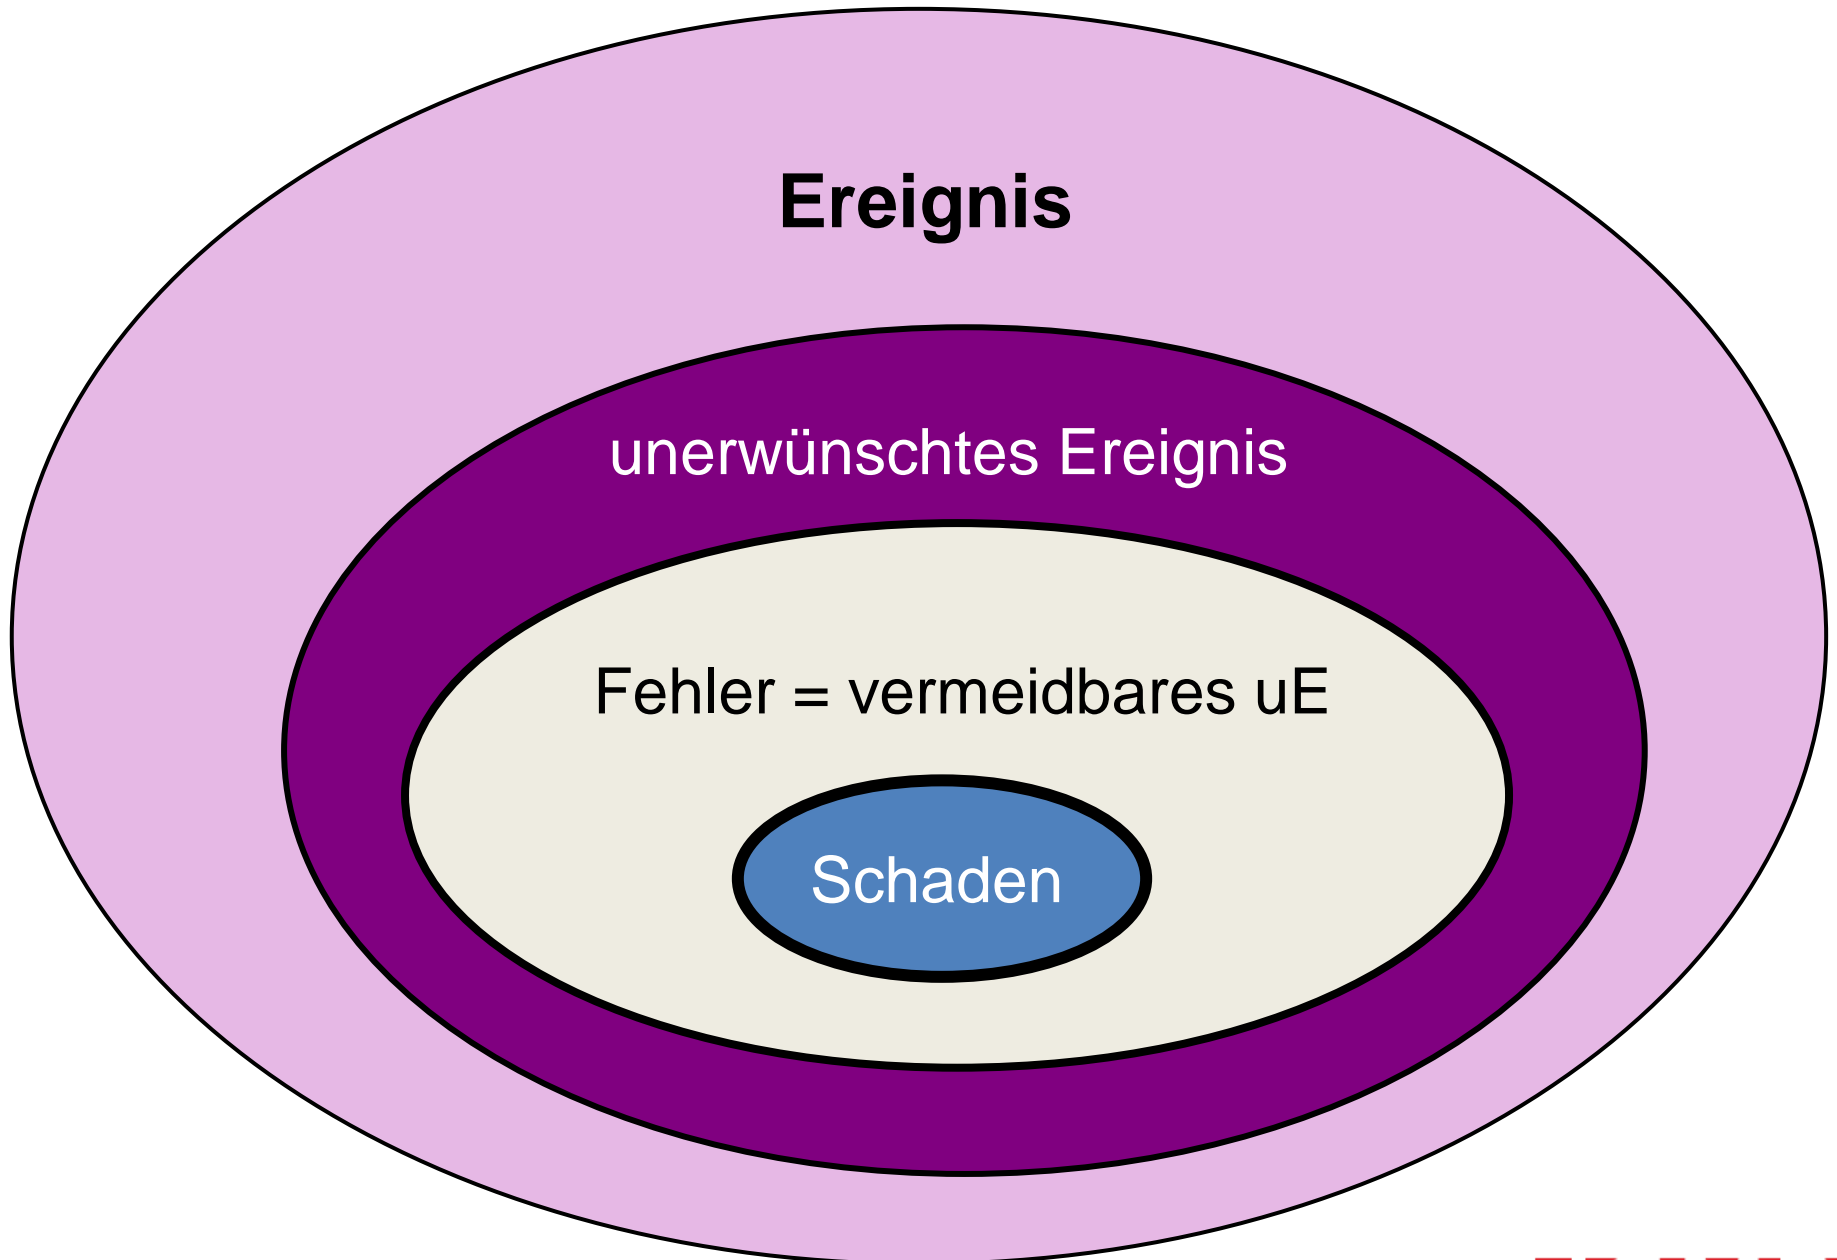 Ereignis
unerwünschtes Ereignis
Fehler = vermeidbares uE
Schaden